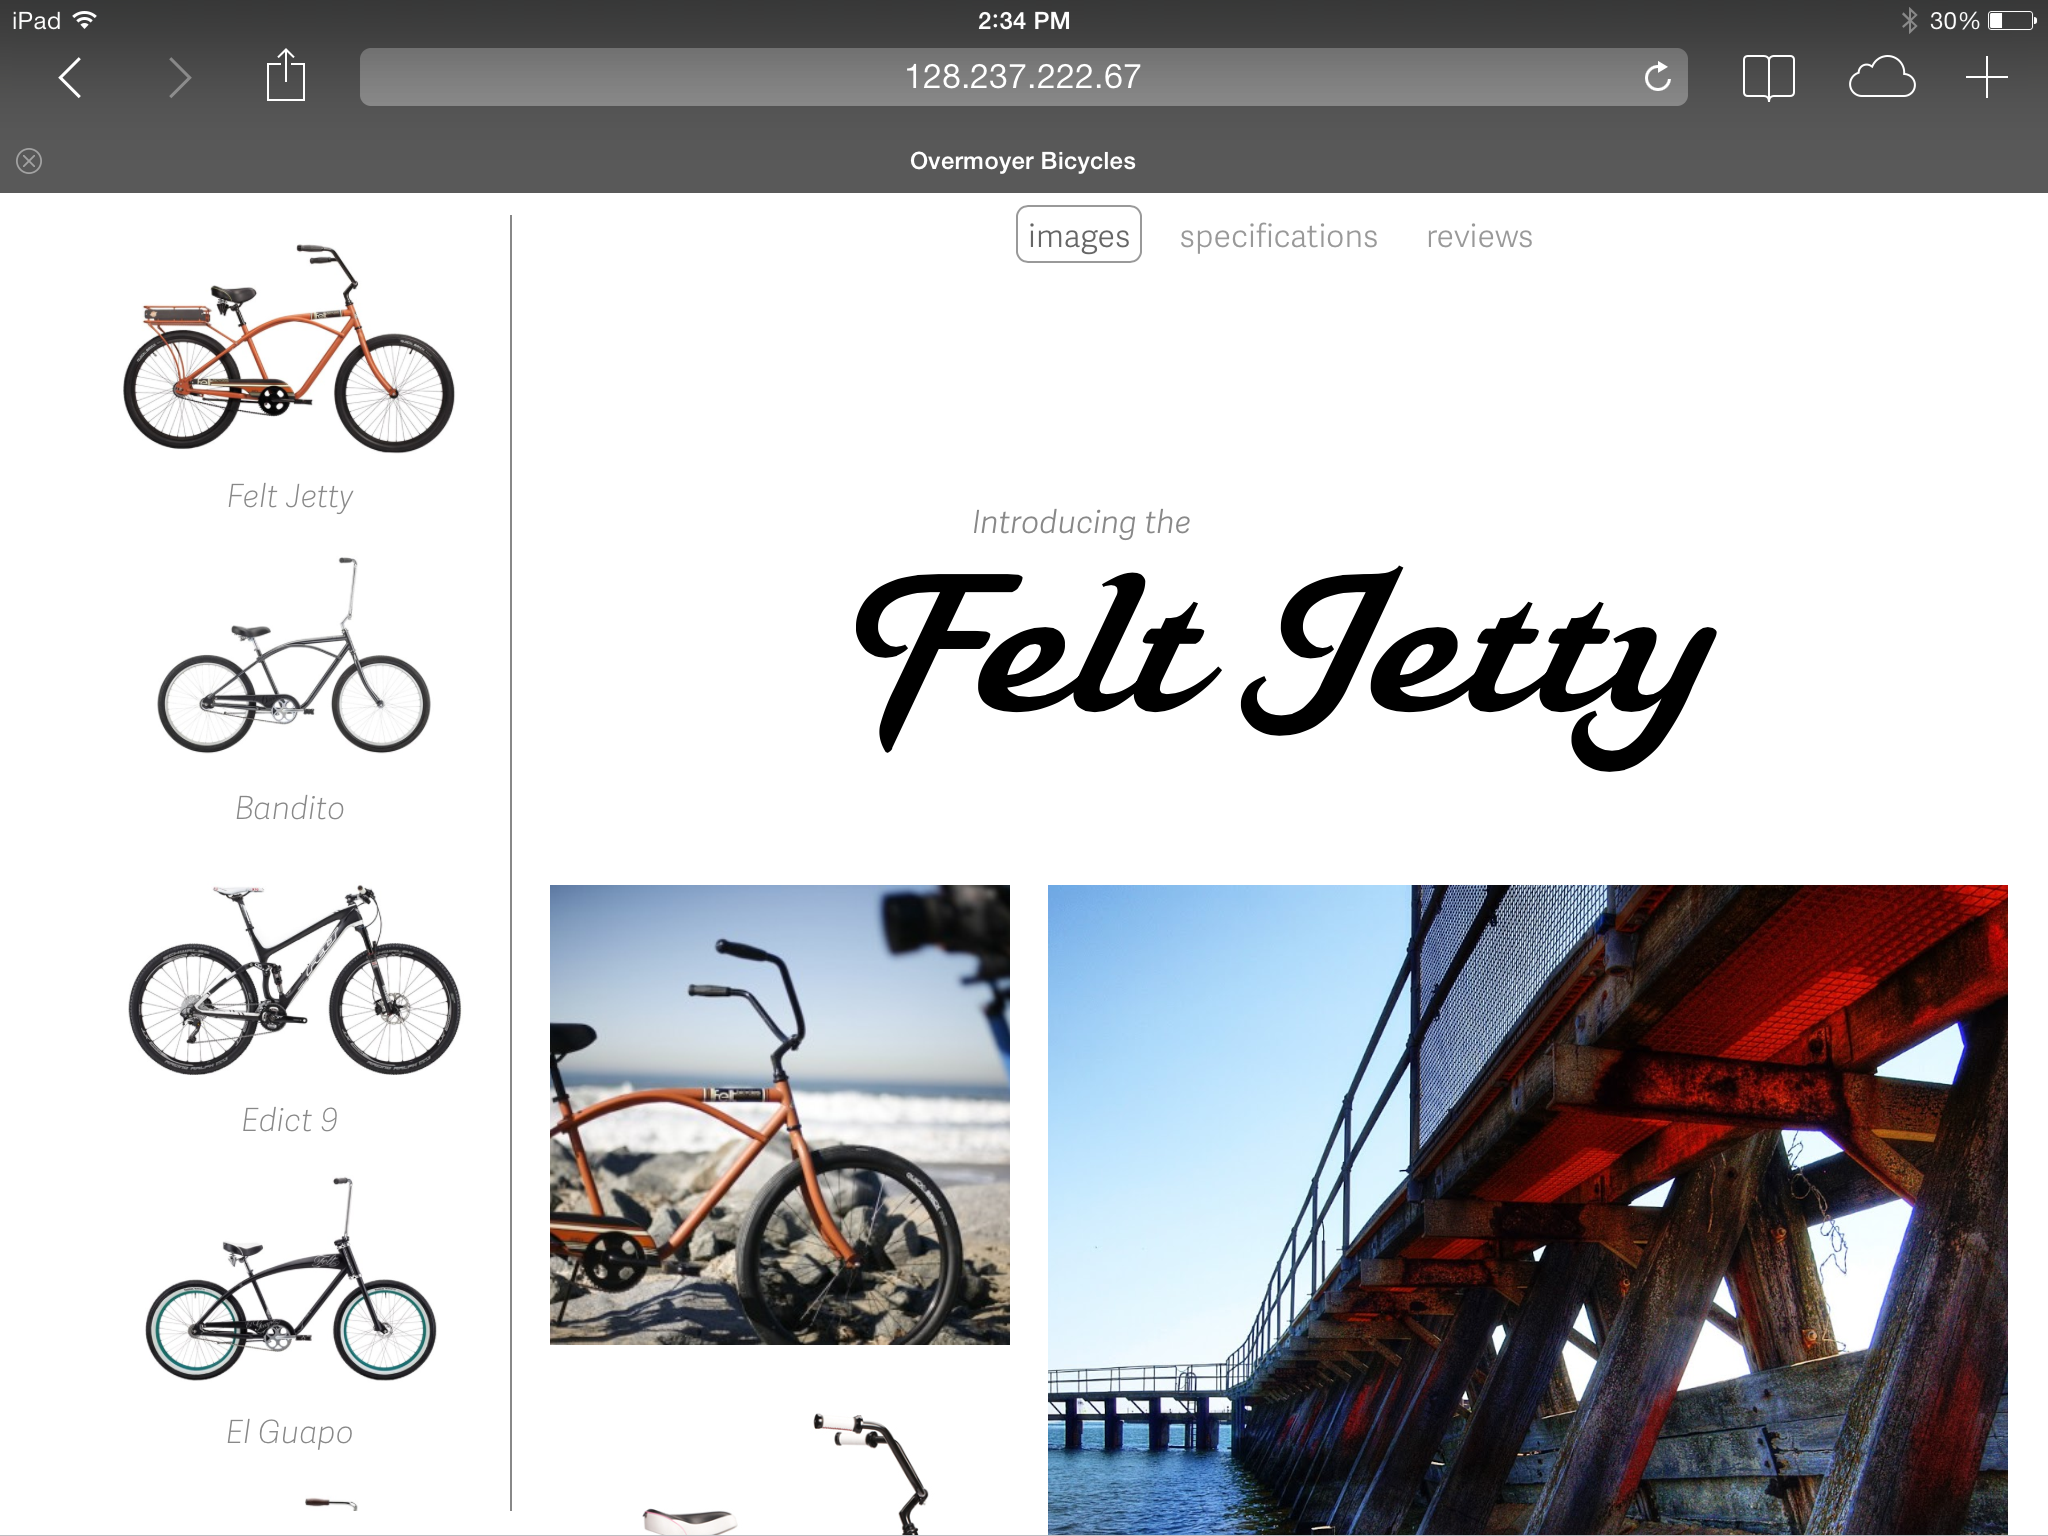 iPad
2:34 PM
30%
128.237.222.67
Overmoyer Bicycles
images specifications reviews
Felt Jetty
Bandito
Edict 9
El Guapo
Introducing the
Felt Jetty
felt